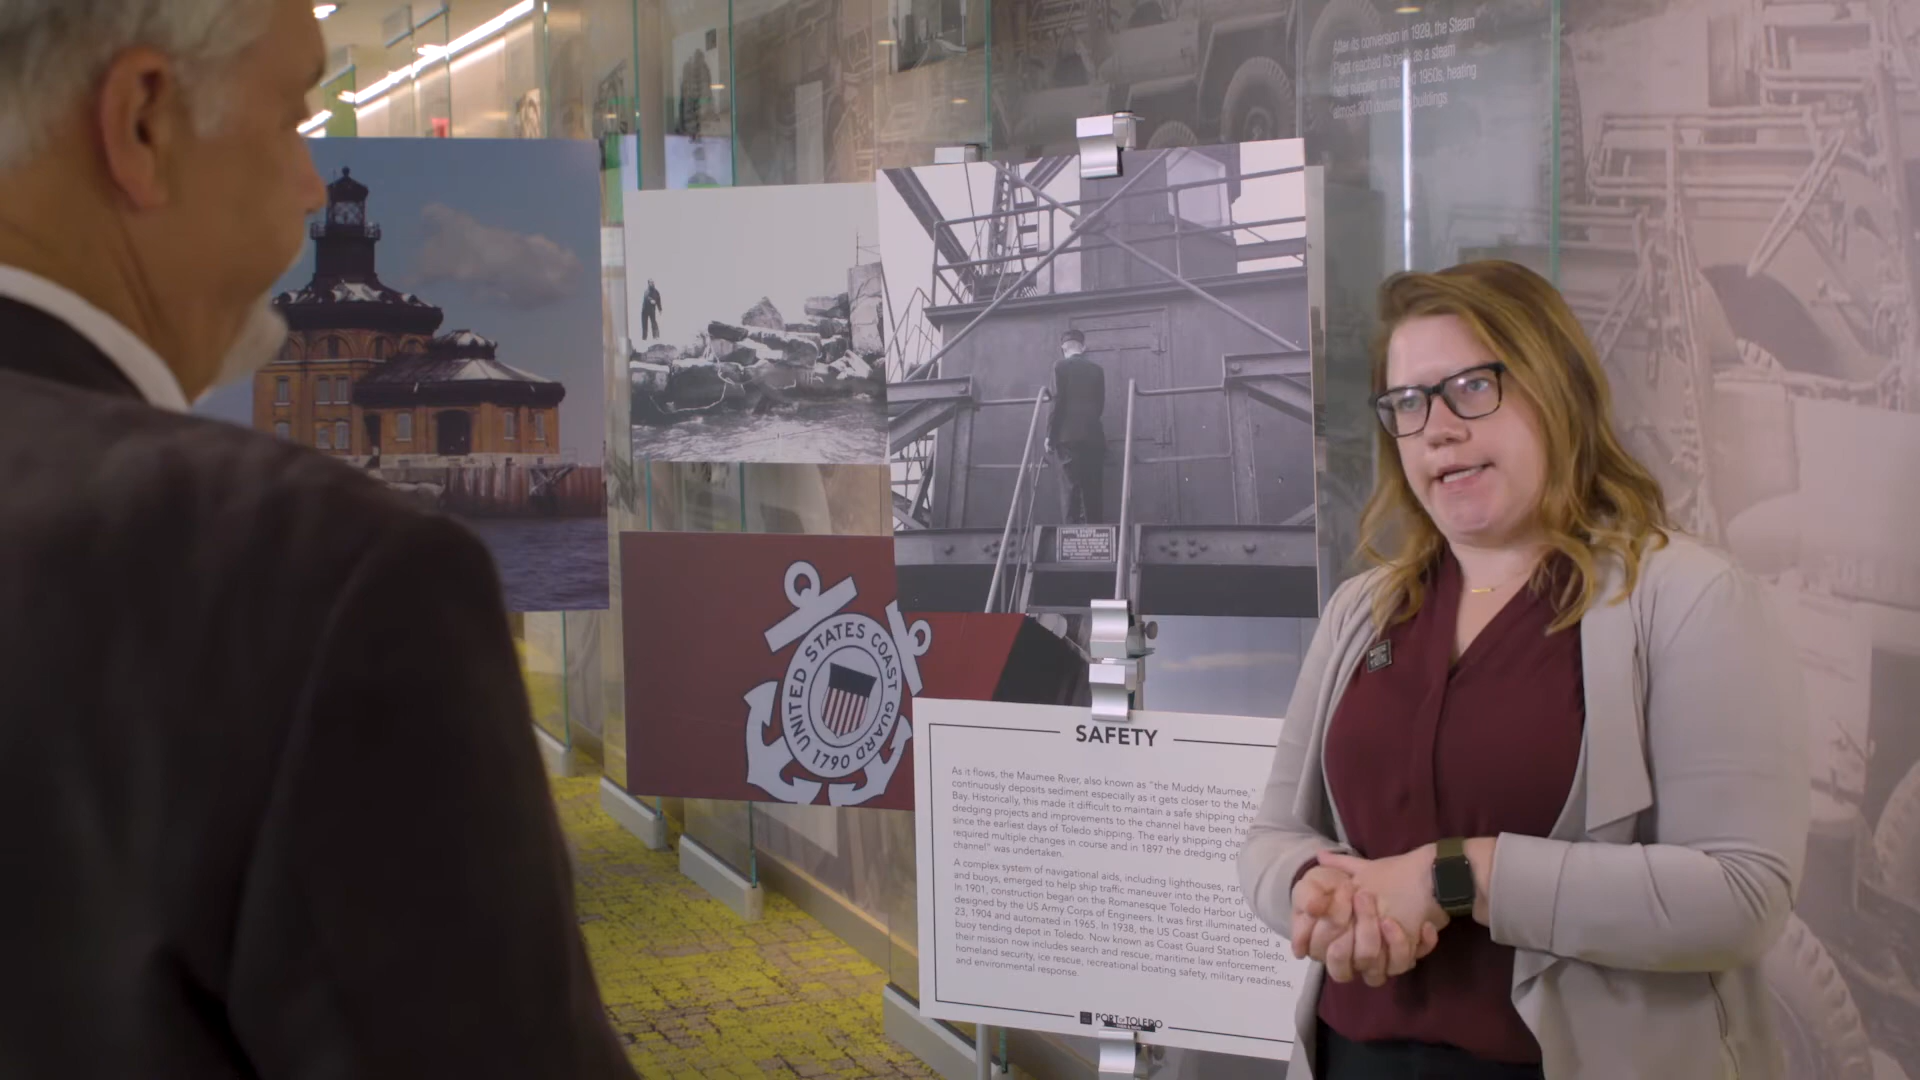 After its conversion in 1929, the Steam
Plant reached its peak as a steam
heat supplier in the mid 1950s, heating
almost 300 downtown buildings.
UNITED STATES COAST GUARD
1790
UNITED STATES
COAST GUARD
SAFETY
As it flows, the Maumee River, also known as "the Muddy Maumee,"
continuously deposits sediment especially as it gets closer to the
Bay. Historically, this made it difficult to maintain a safe shipping
dredging projects and improvements to the channel have been
since the earliest days of Toledo shipping. The early shipping
required multiple changes in course and in 1897 the dredging of
channel" was undertaken.
A complex system of navigational aids, including lighthouses,
and buoys, emerged to help ship traffic maneuver into the Port of
In 1901, construction began on the Romanesque Toledo Harbor
designed by the US Army Corps of Engineers. It was first illuminated on
23, 1904 and automated in 1965. In 1938, the US Coast Guard opened a
buoy tending depot in Toledo. Now known as Coast Guard Station Toledo,
their mission now includes search and rescue, maritime law enforcement,
homeland security, ice rescue, recreational boating safety, military readiness,
and environmental response.
PORT OF TOLEDO